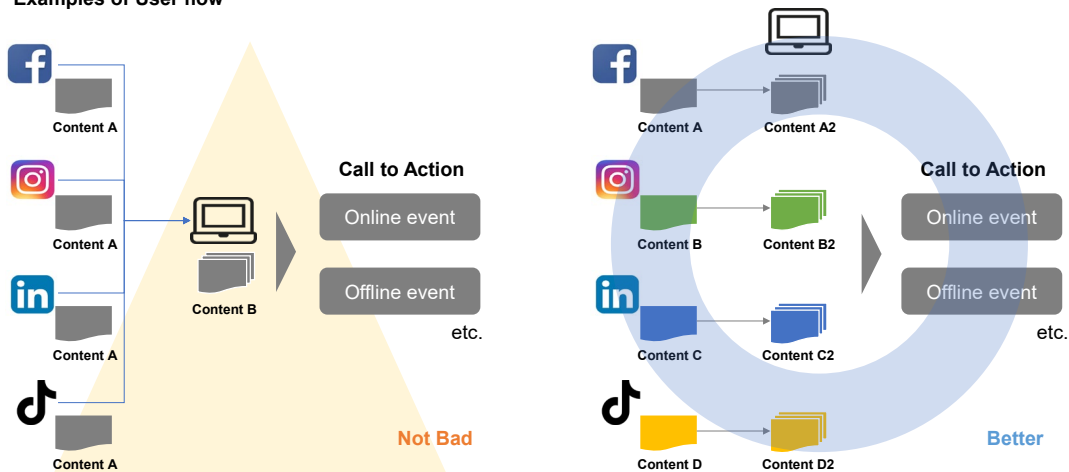 Examples of User flow
Content A
Content A
Content A
Content A
Content B
Call to Action
Online event
Offline event
etc.
Not Bad
Content A
Content A2
Content B
Content B2
Content C
Content C2
Content D
Content D2
Call to Action
Online event
Offline event
etc.
Better